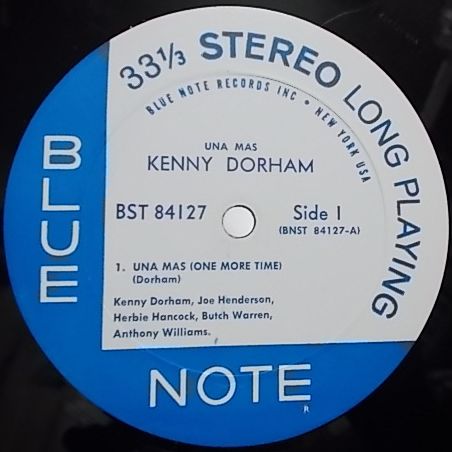 33⅓ STEREO LONG PLAYING
BLUE NOTE RECORDS INC • NEW YORK USA
UNA MAS
KENNY DORHAM
BST 84127
Side 1
(BNST 84127-A)
1. UNA MAS (ONE MORE TIME)
(Dorham)
Kenny Dorham, Joe Henderson,
Herbie Hancock, Butch Warren,
Anthony Williams.
BLUE
NOTE
R